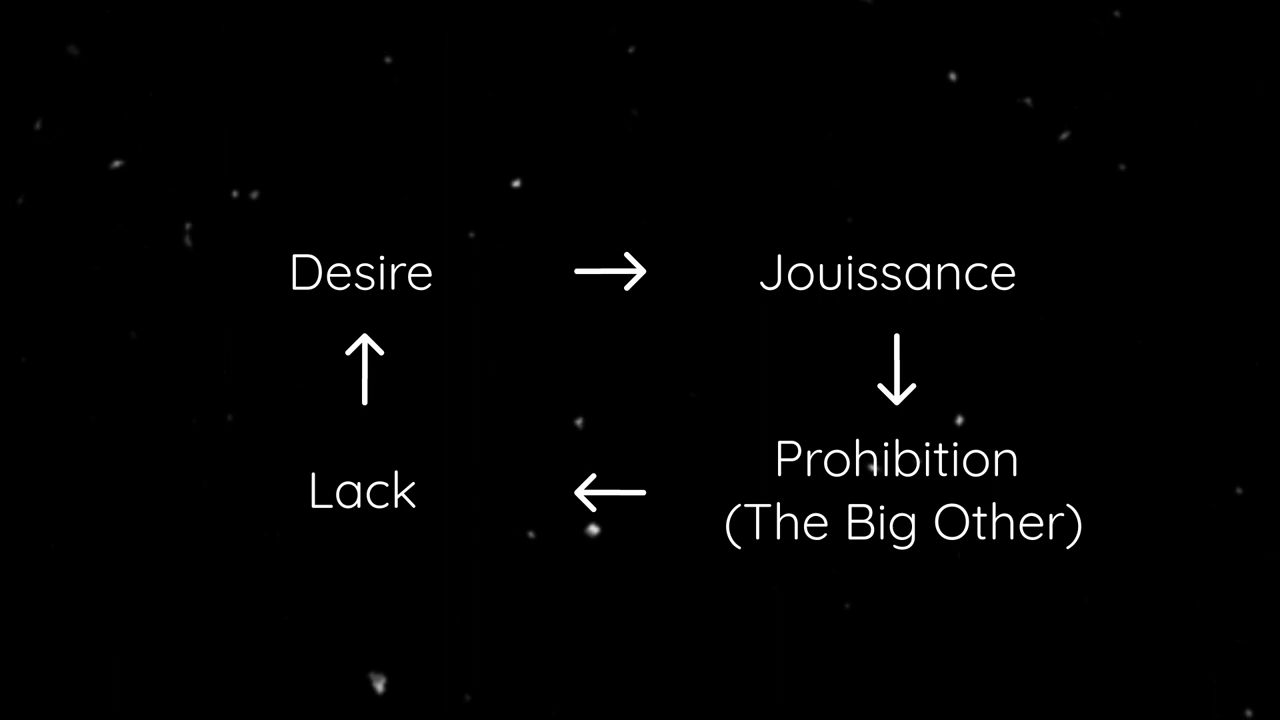 Desire → Jouissance
↑ ↓
Prohibition
Lack ←
(The Big Other)